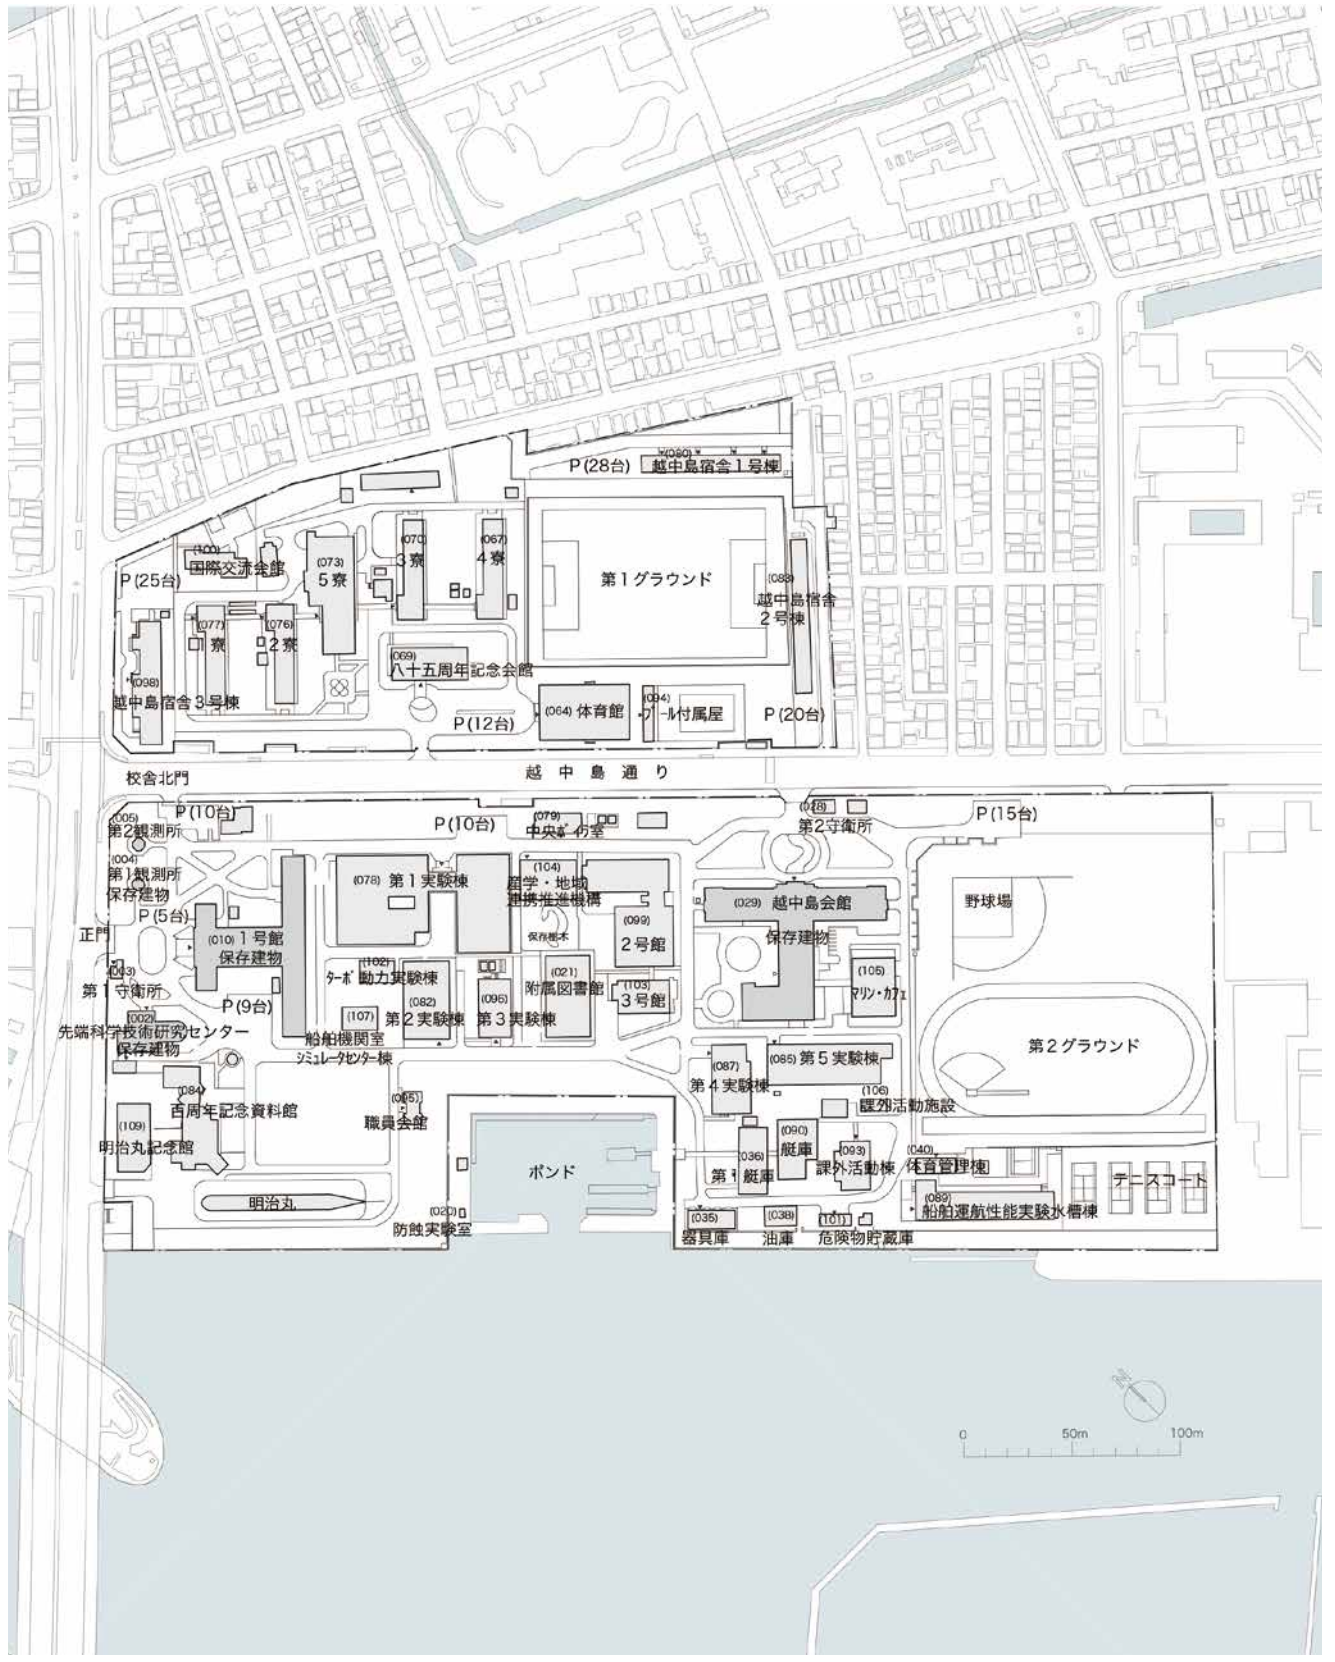 P(28台)
(080)
越中島宿舎1号棟
(100)
国際交流会館
(073)
5寮
(070)
3寮
(067)
4寮
第1グラウンド
(083)
越中島宿舎
2号棟
P(25台)
(077)
1寮
(076)
2寮
(069)
八十五周年記念会館
(098)
越中島宿舎3号棟
P(12台)
(064) 体育館
(094)
プール付属屋
P(20台)
校舎北門
越中島通り
P(10台)
(005)
第2観測所
P(10台)
(079)
中央ボイラ室
(028)
第2守衛所
P(15台)
(004)
第1観測所
保存建物
(078) 第1実験棟
(104)
産学・地域
連携推進機構
P(5台)
正門
(010) 1号館
保存建物
保存樹木
(099)
2号館
(029) 越中島会館
保存建物
野球場
(003)
第1守衛所
(102)
ターボ動力実験棟
(021)
附属図書館
(103)
3号館
(105)
マリン・カフェ
P(9台)
(082)
第2実験棟
(096)
第3実験棟
(002)
先端科学技術研究センター
保存建物
(107)
船舶機関室
シミュレータセンター棟
第2グラウンド
(087)
第4実験棟
(085) 第5実験棟
(106)
課外活動施設
(084)
百周年記念資料館
(095)
職員会館
(109)
明治丸記念館
ポンド
(036)
第1艇庫
(090)
艇庫
(093)
課外活動棟
(040)
体育管理棟
テニスコート
明治丸
(020)
防蝕実験室
(089)
船舶運航性能実験水槽棟
(035)
器具庫
(038)
油庫
(101)
危険物貯蔵庫
0 50m 100m